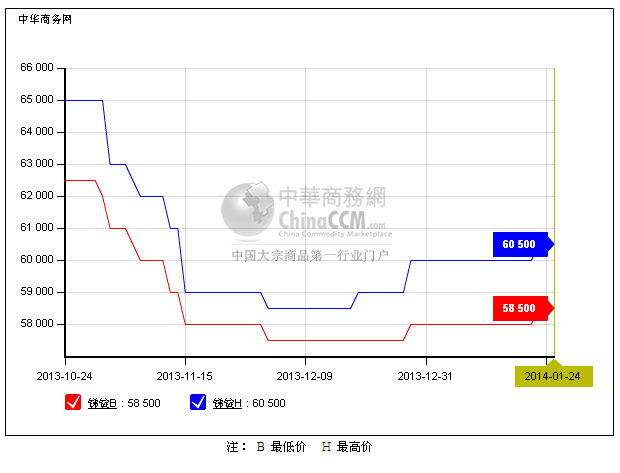 中华商务网
66 000
65 000
64 000
63 000
62 000
61 000
60 000
59 000
58 000
中華商務網
ChinaCCM.com
China Commodity Marketplace
中国大宗商品第一行业门户
60 500
58 500
2013-10-24 2013-11-15 2013-12-09 2013-12-31 2014-01-24
锑锭B : 58 500 锑锭H : 60 500
注： B 最低价 H 最高价